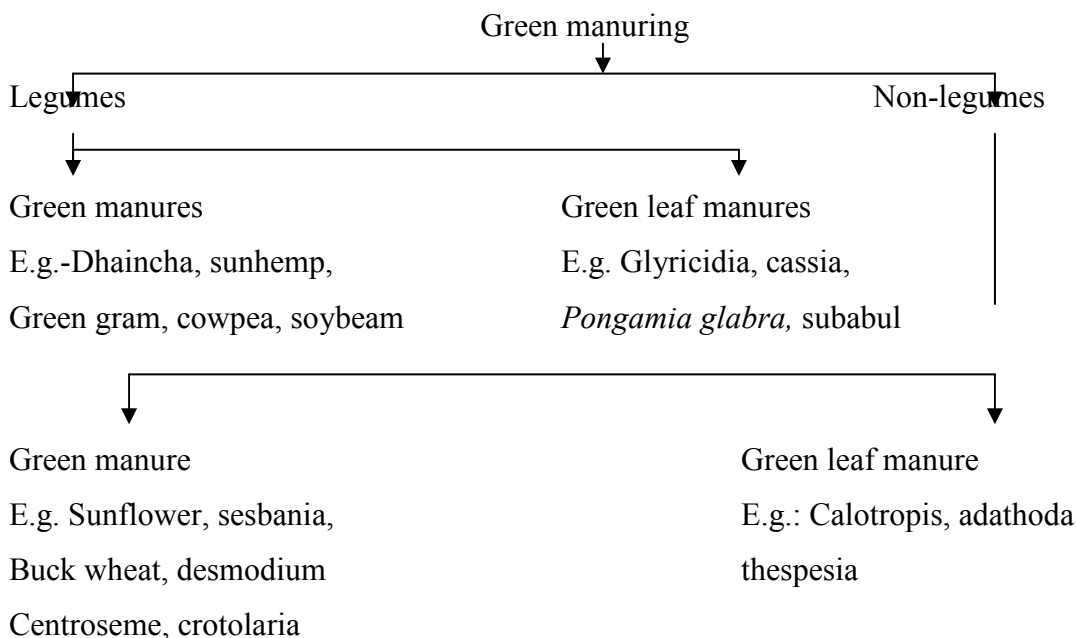 Green manuring
Legumes
Non-legumes
Green manures
E.g.-Dhaincha, sunhemp,
Green gram, cowpea, soybeam
Green leaf manures
E.g. Glyricidia, cassia,
Pongamia glabra, subabul
Green manure
E.g. Sunflower, sesbania,
Buck wheat, desmodium
Centroseme, crotolaria
Green leaf manure
E.g.: Calotropis, adathoda
thespesia